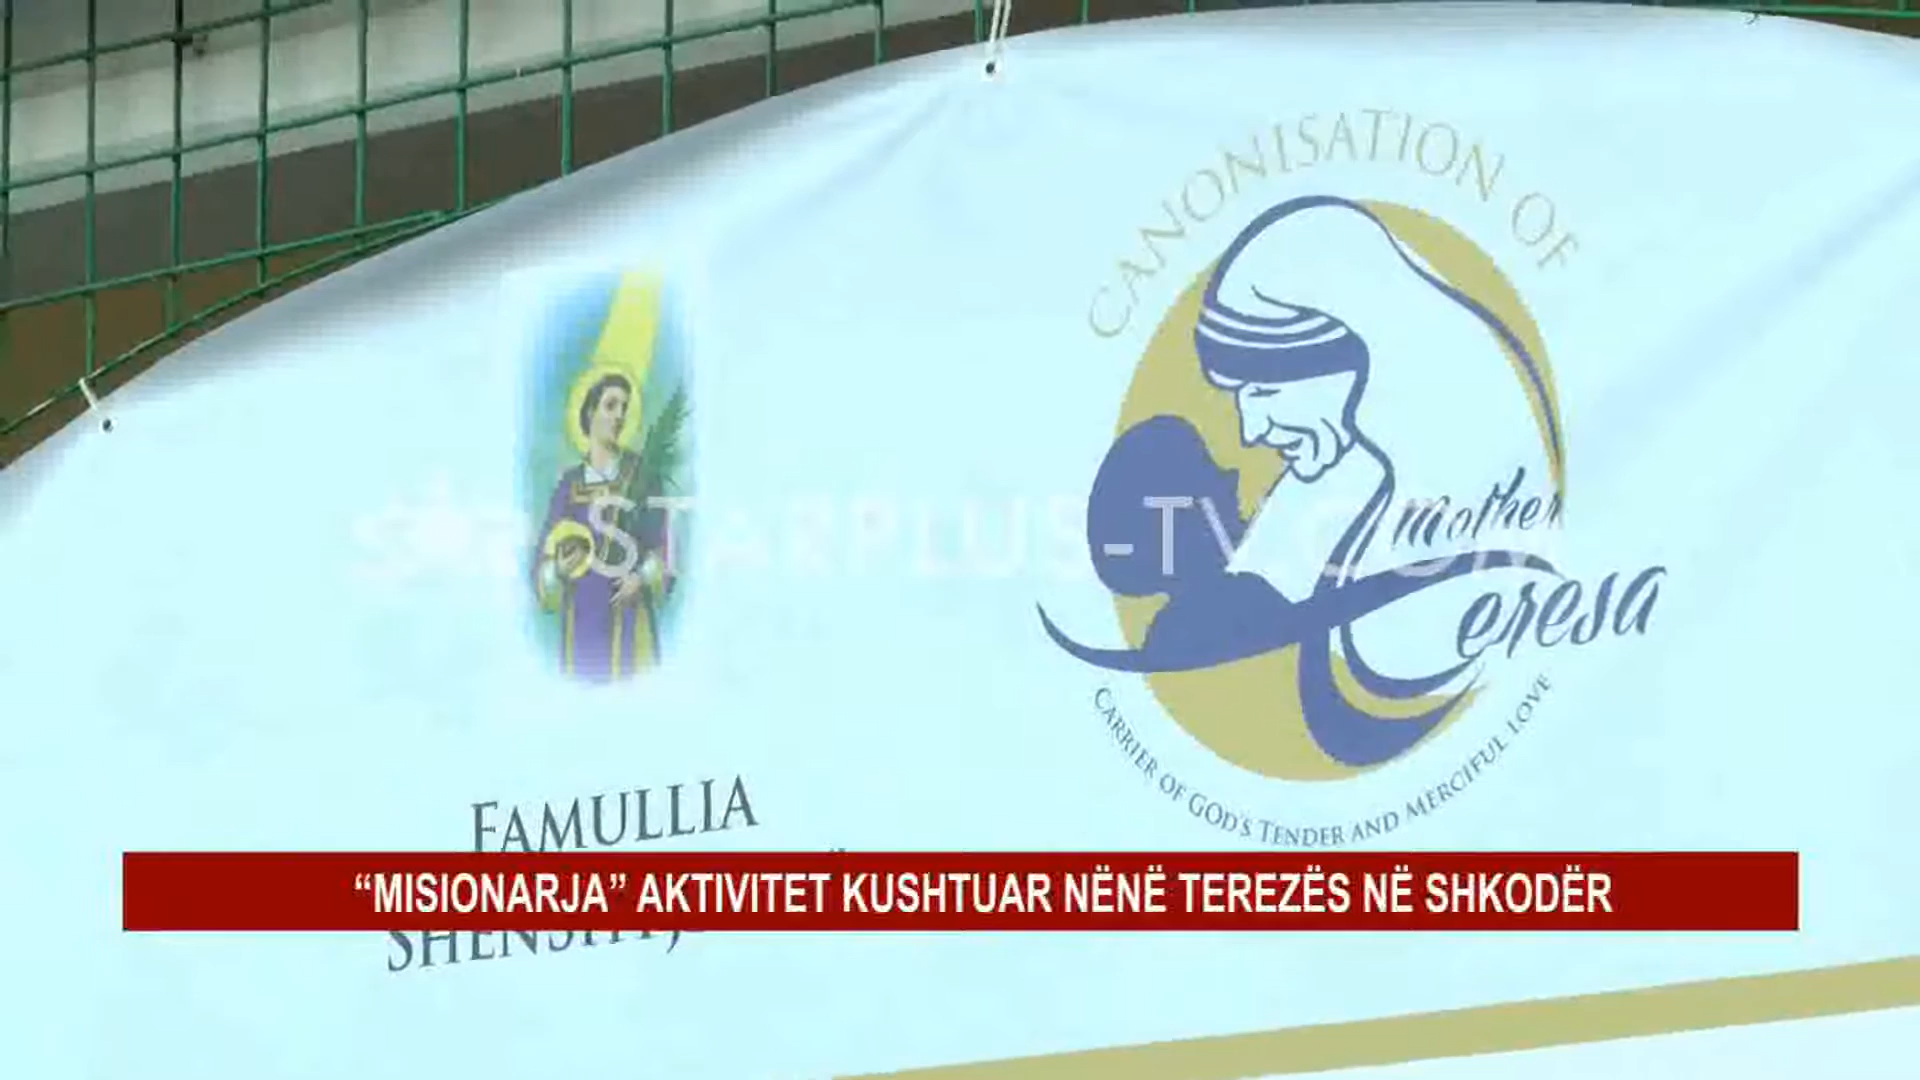 CANONISATION OF
mother
Teresa
CARRIER OF GOD'S TENDER AND MERCIFUL LOVE
STARPLUS-TV.COM
FAMULLIA
“MISIONARJA” AKTIVITET KUSHTUAR NËNË TEREZËS NË SHKODËR